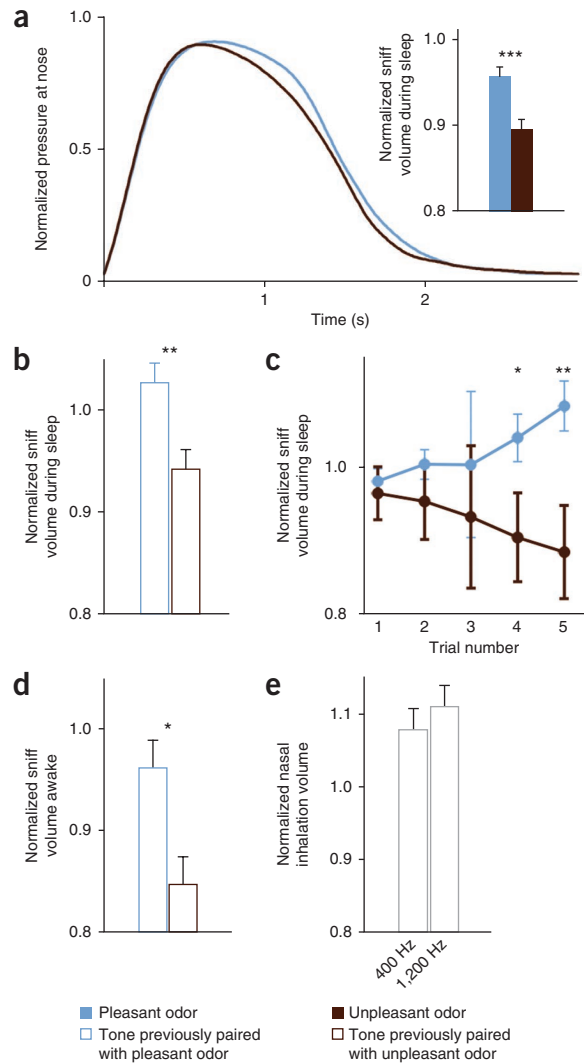 a
Normalized pressure at nose
1.0
0.5
0
1
2
Time (s)
Normalized sniff
volume during sleep
1.0
0.9
0.8
***
b
Normalized sniff
volume during sleep
1.0
0.9
0.8
**
c
Normalized sniff
volume during sleep
1.0
0.8
*
**
1
2
3
4
5
Trial number
d
Normalized sniff
volume awake
1.0
0.9
0.8
*
e
Normalized nasal
inhalation volume
1.1
1.0
0.9
0.8
400 Hz
1,200 Hz
Pleasant odor
Tone previously paired
with pleasant odor
Unpleasant odor
Tone previously paired
with unpleasant odor